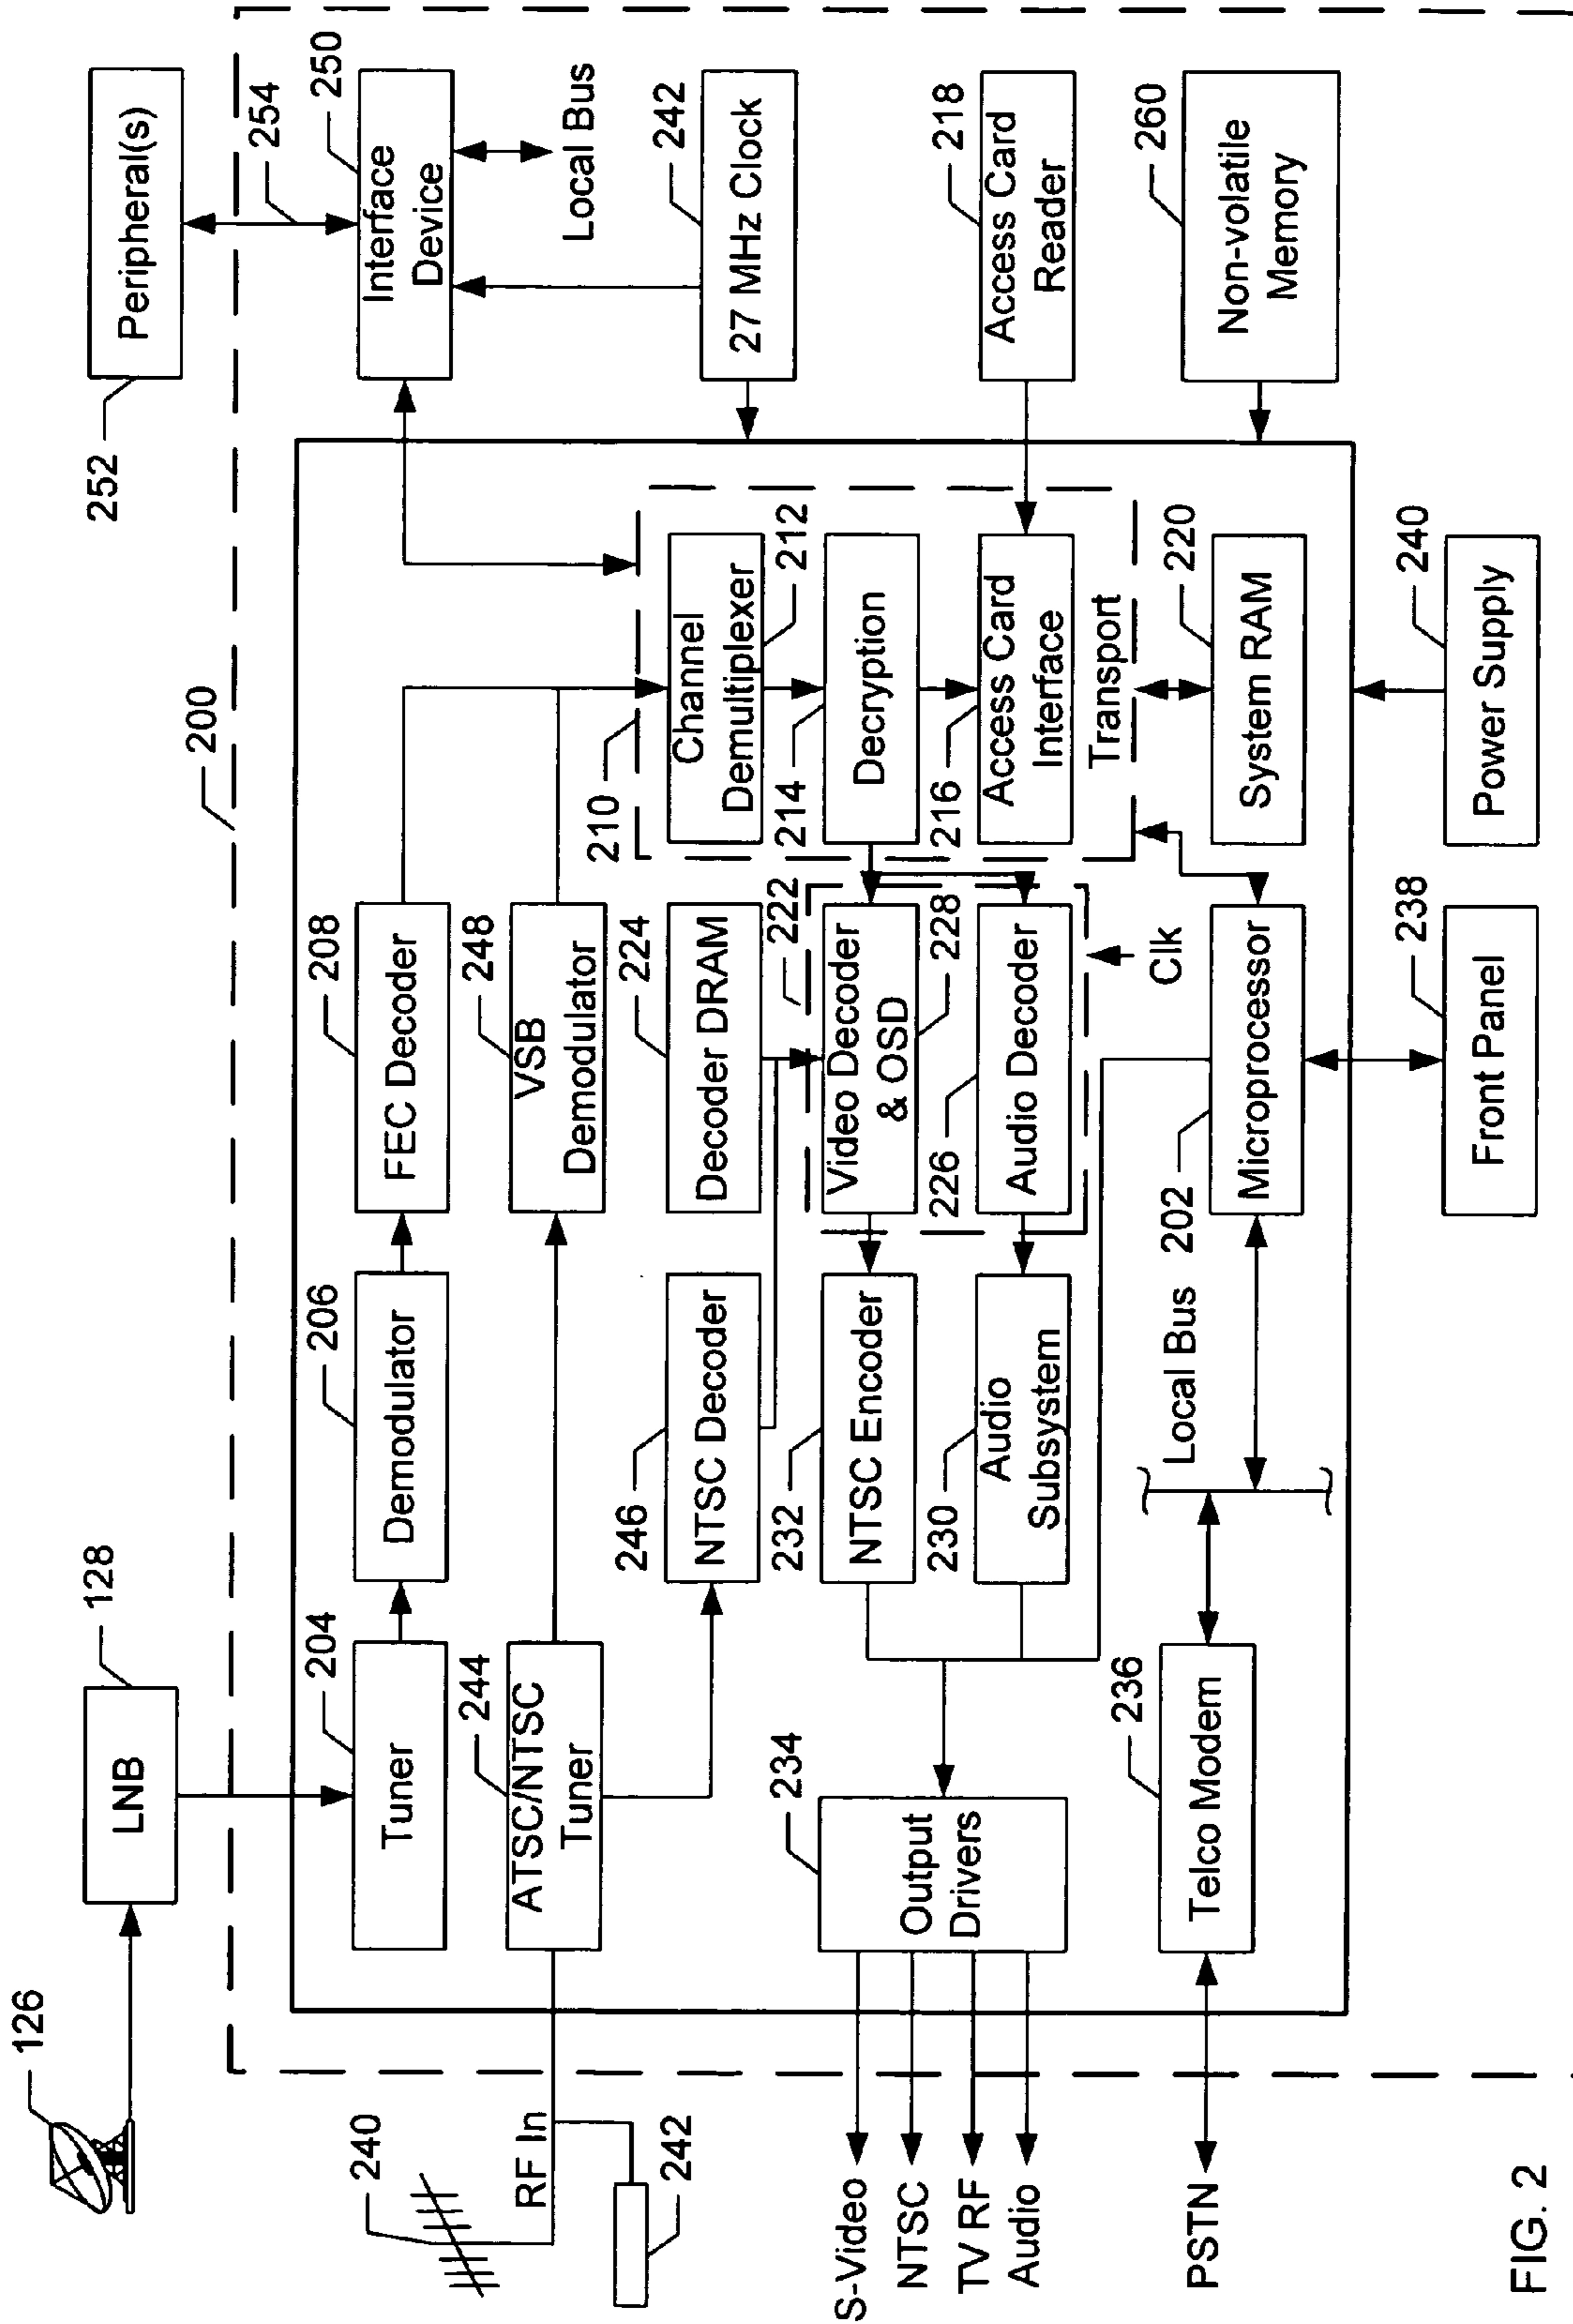 126
128
LNB
200
252
Peripheral(s)
254
204
Tuner
206
Demodulator
208
FEC Decoder
250
Interface
Device
Local Bus
240
RF In
242
244
ATSC/NTSC
Tuner
248
VSB
Demodulator
246
NTSC Decoder
224
Decoder DRAM
210
Channel
Demultiplexer
212
242
27 MHz Clock
234
Output
Drivers
S-Video
NTSC
TV RF
Audio
232
NTSC Encoder
222
Video Decoder
& OSD
228
214
Decryption
230
Audio
Subsystem
226
Audio Decoder
Clk
216
Access Card
Interface
Transport
218
Access Card
Reader
236
Telco Modem
PSTN
Local Bus
202
Microprocessor
220
System RAM
260
Non-volatile
Memory
238
Front Panel
240
Power Supply
FIG. 2